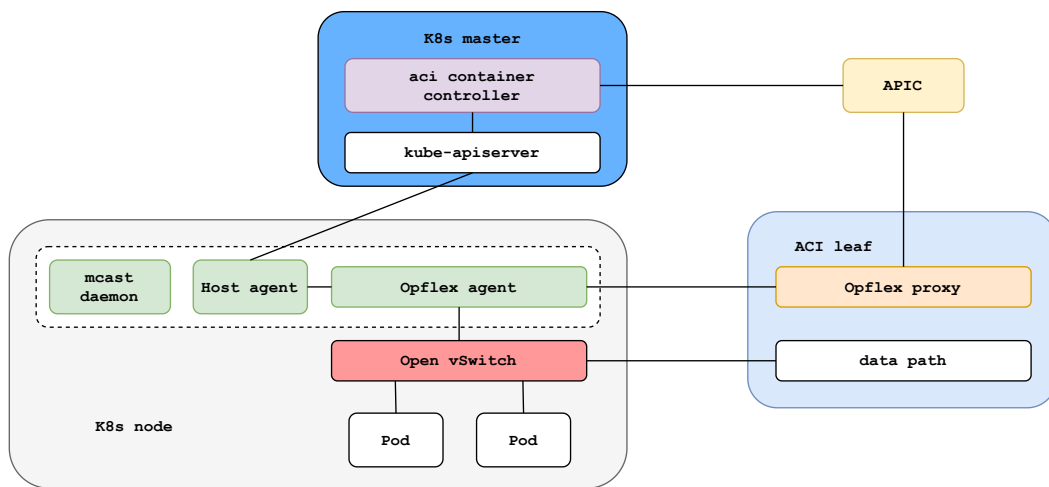 K8s master
aci container
controller
APIC
kube-apiserver
ACI leaf
mcast
daemon
Host agent
Opflex agent
Opflex proxy
Open vSwitch
data path
K8s node
Pod
Pod